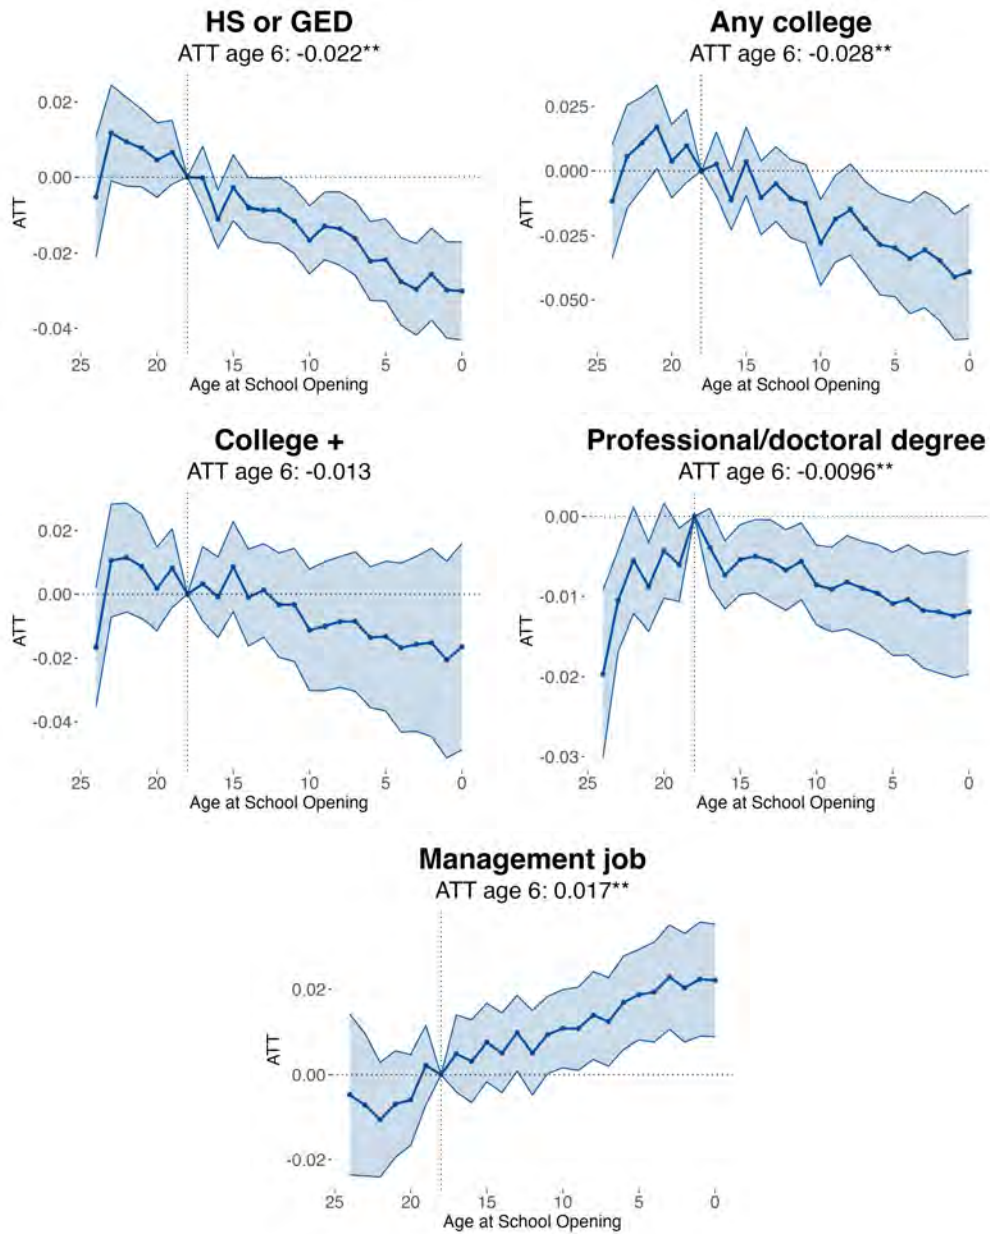 HS or GED
ATT age 6: -0.022**
0.02
0.00
-0.02
-0.04
ATT
25
20
15
10
5
0
Age at School Opening
Any college
ATT age 6: -0.028**
0.025
0.000
-0.025
-0.050
ATT
25
20
15
10
5
0
Age at School Opening
College +
ATT age 6: -0.013
0.02
0.00
-0.02
-0.04
ATT
25
20
15
10
5
0
Age at School Opening
Professional/doctoral degree
ATT age 6: -0.0096**
0.00
-0.01
-0.02
-0.03
ATT
25
20
15
10
5
0
Age at School Opening
Management job
ATT age 6: 0.017**
0.02
0.00
-0.02
ATT
25
20
15
10
5
0
Age at School Opening